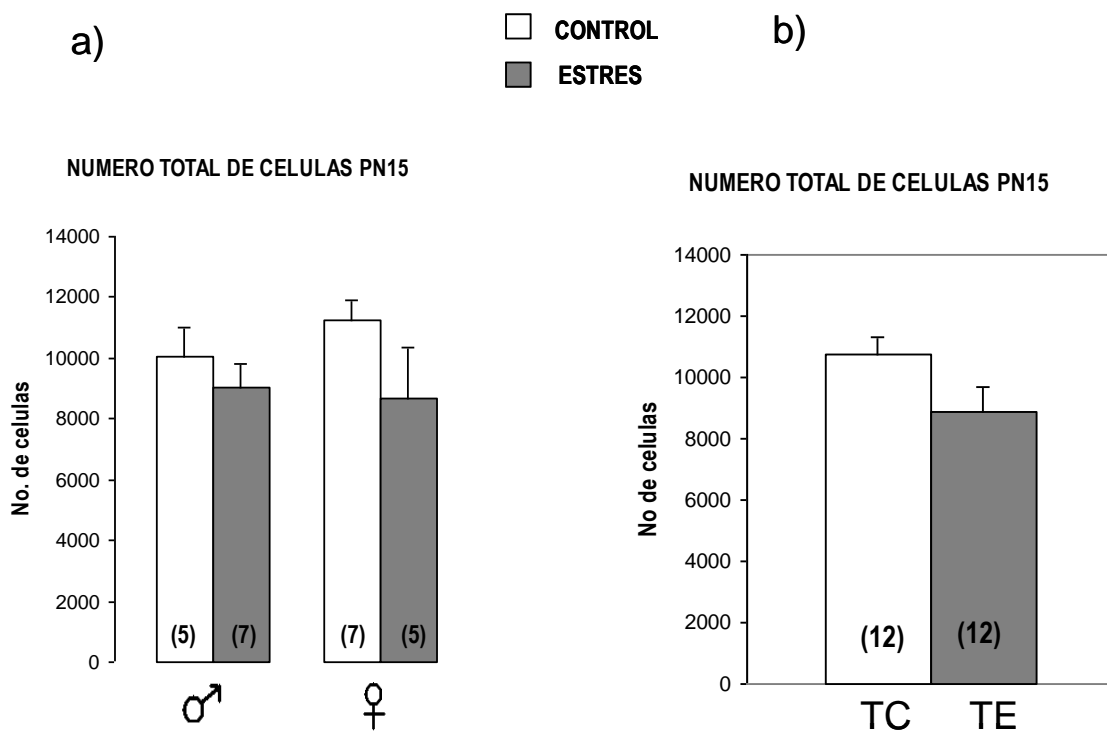 a)
CONTROL
ESTRES
b)
NUMERO TOTAL DE CELULAS PN15
14000
12000
10000
8000
6000
4000
2000
0
No. de celulas
(5) (7) (7) (5)
♂ ♀
NUMERO TOTAL DE CELULAS PN15
14000
12000
10000
8000
6000
4000
2000
0
No de celulas
(12) (12)
TC TE